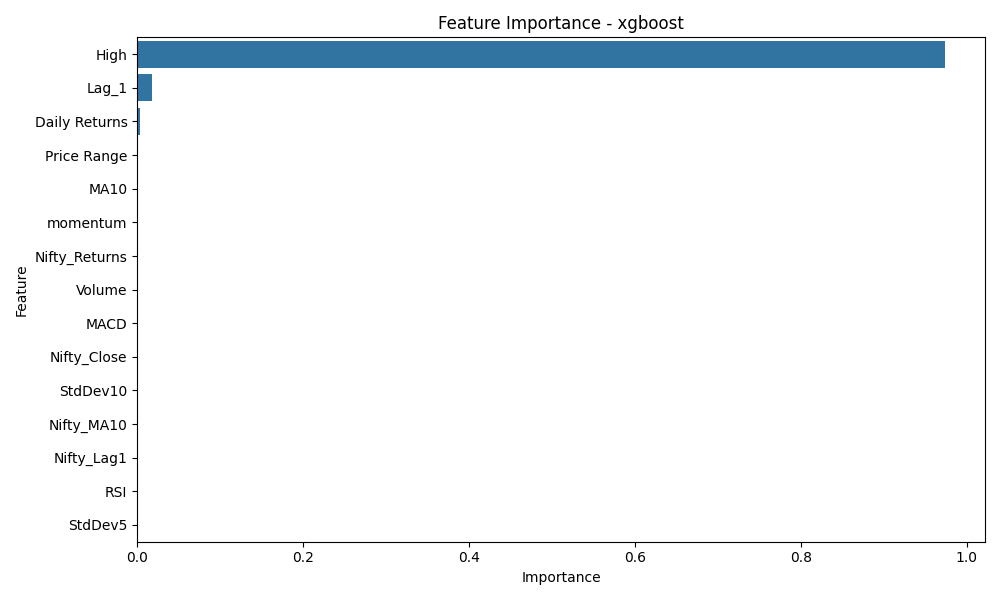 Feature Importance - xgboost
High
Lag_1
Daily Returns
Price Range
MA10
momentum
Nifty_Returns
Volume
MACD
Nifty_Close
StdDev10
Nifty_MA10
Nifty_Lag1
RSI
StdDev5
Feature
0.0 0.2 0.4 0.6 0.8 1.0
Importance